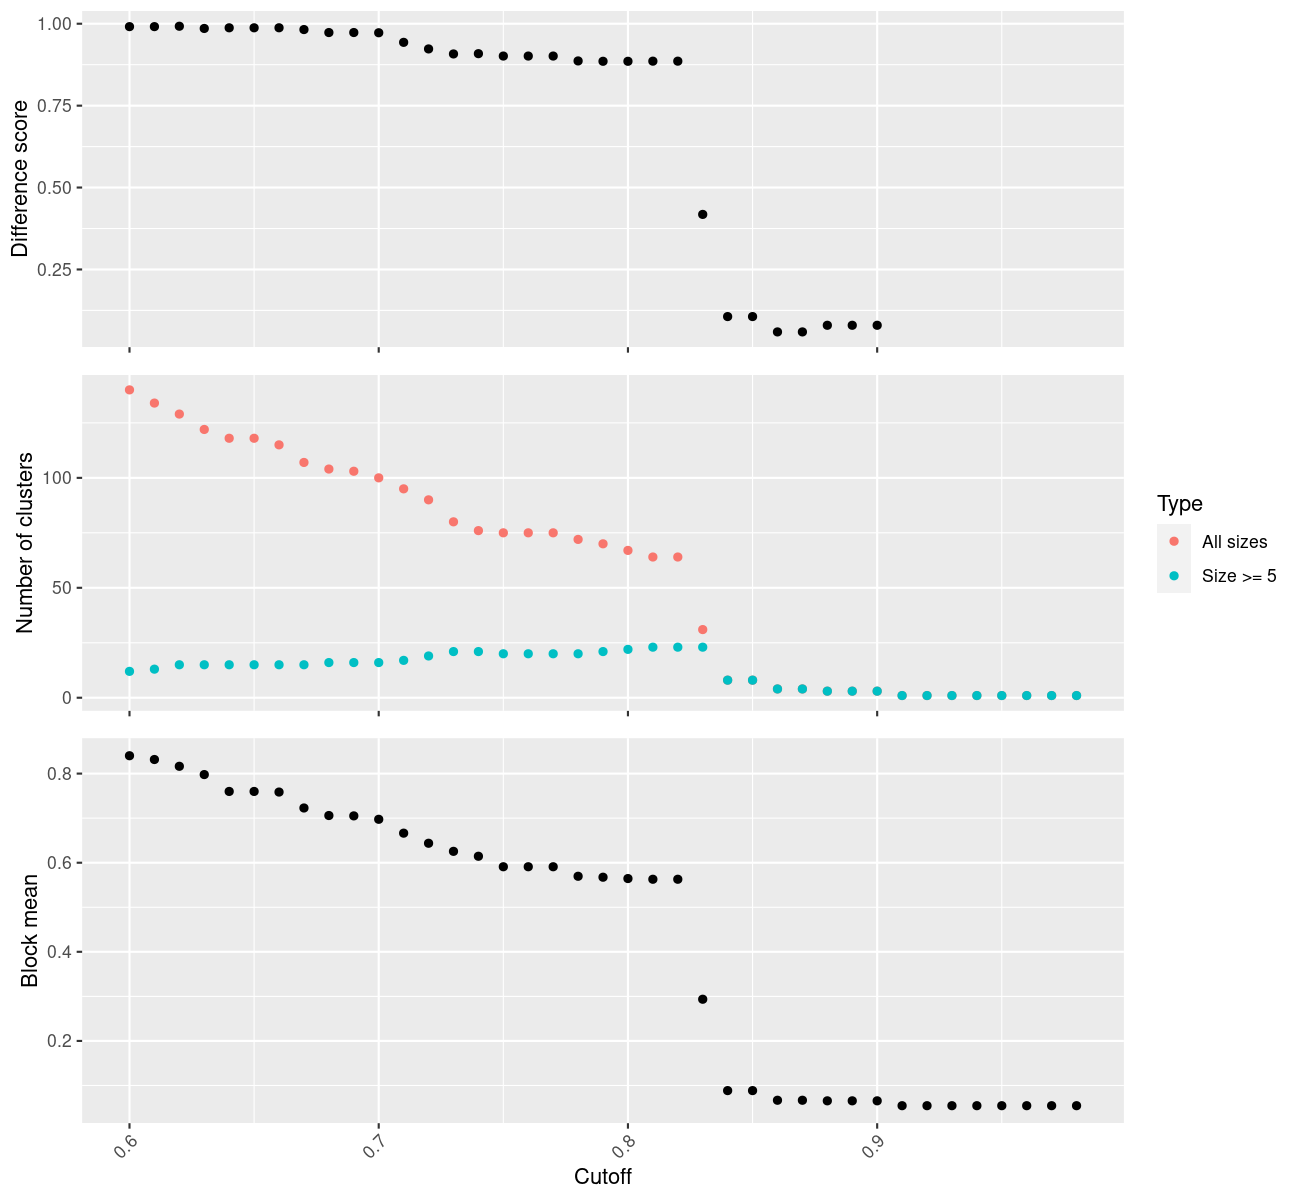 Difference score
1.00
0.75
0.50
0.25
Number of clusters
100
50
0
Type
All sizes
Size >= 5
Block mean
0.8
0.6
0.4
0.2
0.6
0.7
0.8
0.9
Cutoff